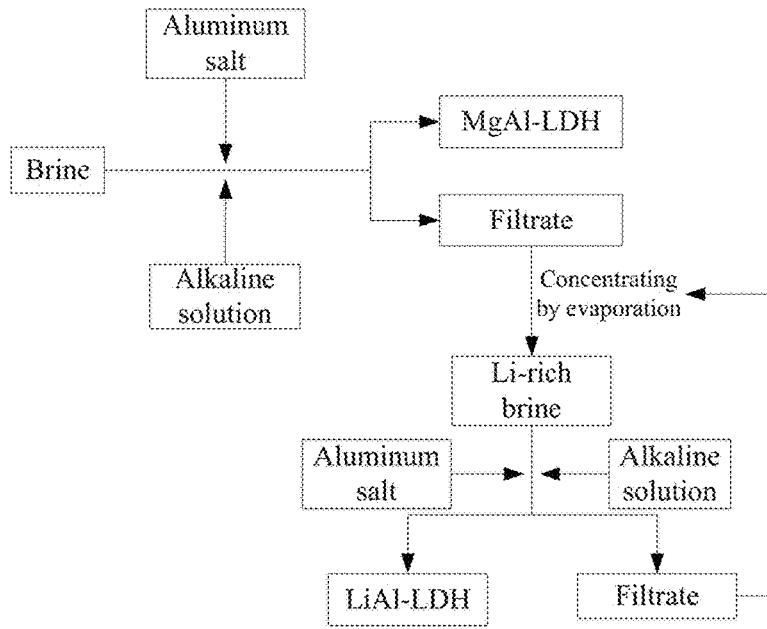 Aluminum
salt
MgAl-LDH
Brine
Filtrate
Alkaline
solution
Concentrating
by evaporation
Li-rich
brine
Aluminum
salt
Alkaline
solution
LiAl-LDH
Filtrate